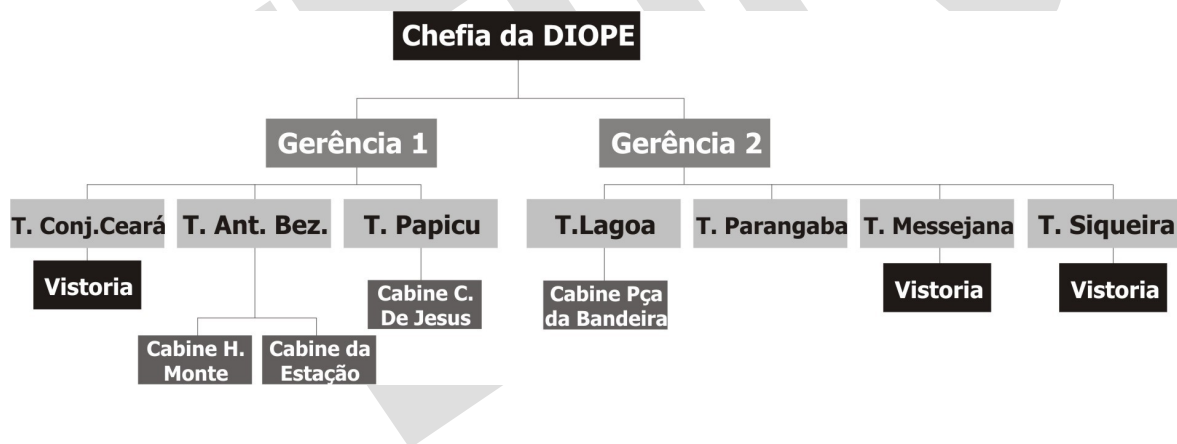 Chefia da DIOPE
Gerência 1
Gerência 2
T. Conj.Ceará
T. Ant. Bez.
T. Papicu
T.Lagoa
T. Parangaba
T. Messejana
T. Siqueira
Vistoria
Cabine C.
De Jesus
Cabine Pça
da Bandeira
Vistoria
Vistoria
Cabine H.
Monte
Cabine da
Estação